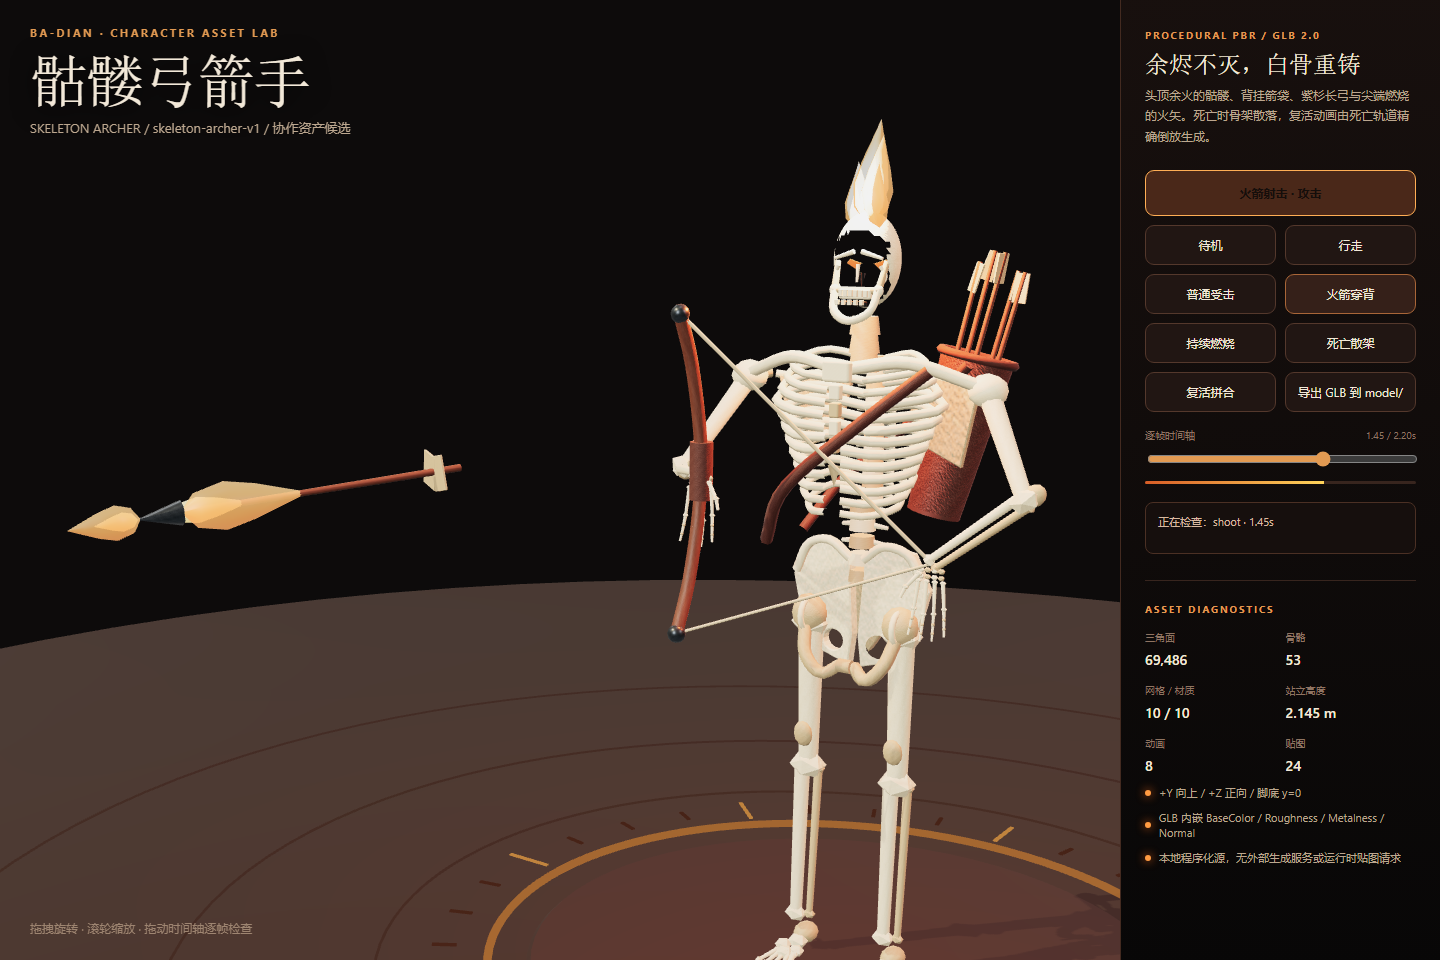 BA-DIAN · CHARACTER ASSET LAB
骷髅弓箭手
SKELETON ARCHER / skeleton-archer-v1 / 协作资产候选
拖拽旋转 · 滚轮缩放 · 拖动时间轴逐帧检查
PROCEDURAL PBR / GLB 2.0
余烬不灭，白骨重铸
头顶余火的骷髅、背挂箭袋、紫杉长弓与尖端燃烧
的火矢。死亡时骨架散落，复活动画由死亡轨道精
确倒放生成。
火箭射击 · 攻击
待机
行走
普通受击
火箭穿背
持续燃烧
死亡散架
复活拼合
导出 GLB 到 model/
逐帧时间轴
1.45 / 2.20s
正在检查：shoot · 1.45s
ASSET DIAGNOSTICS
三角面
骨骼
69,486
53
网格 / 材质
站立高度
10 / 10
2.145 m
动画
贴图
8
24
+Y 向上 / +Z 正向 / 脚底 y=0
GLB 内嵌 BaseColor / Roughness / Metalness /
Normal
本地程序化源，无外部生成服务或运行时贴图请求